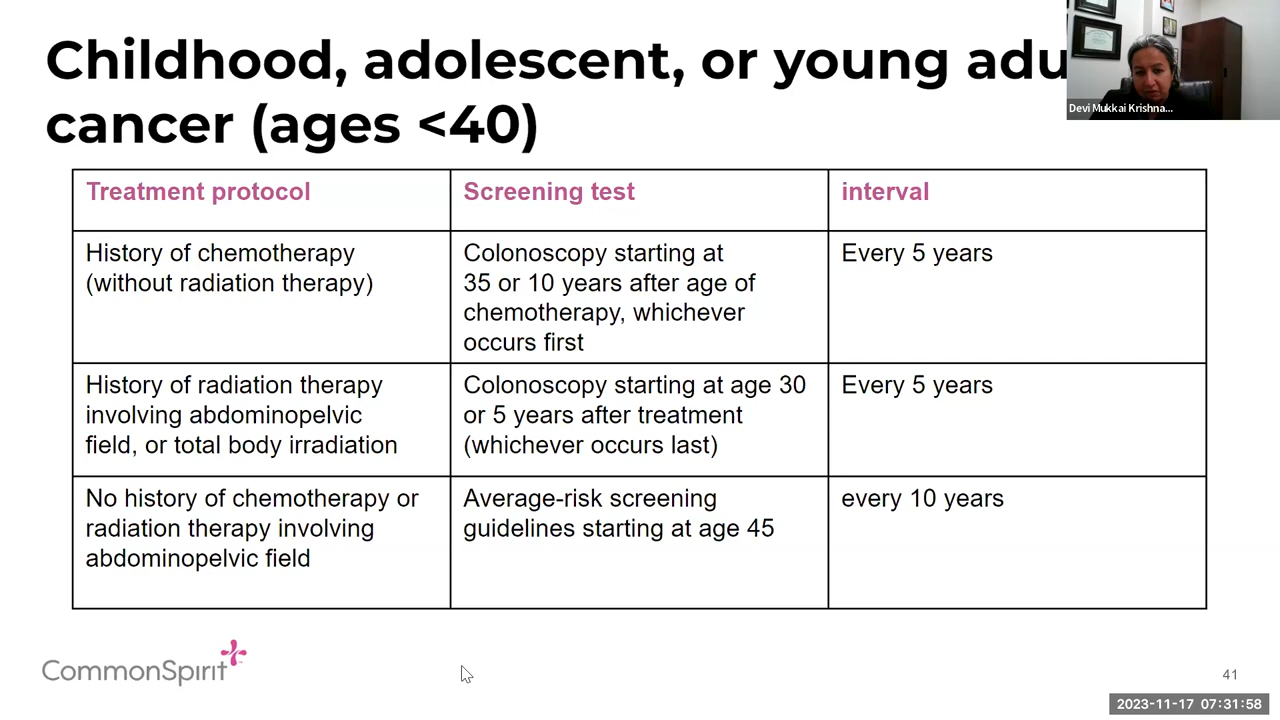 Childhood, adolescent, or young adu
cancer (ages <40)
Devi Mukkai Krishna...
Treatment protocol
Screening test
interval
History of chemotherapy
(without radiation therapy)
Colonoscopy starting at
35 or 10 years after age of
chemotherapy, whichever
occurs first
Every 5 years
History of radiation therapy
involving abdominopelvic
field, or total body irradiation
Colonoscopy starting at age 30
or 5 years after treatment
(whichever occurs last)
Every 5 years
No history of chemotherapy or
radiation therapy involving
abdominopelvic field
Average-risk screening
guidelines starting at age 45
every 10 years
CommonSpirit
41
2023-11-17 07:31:58